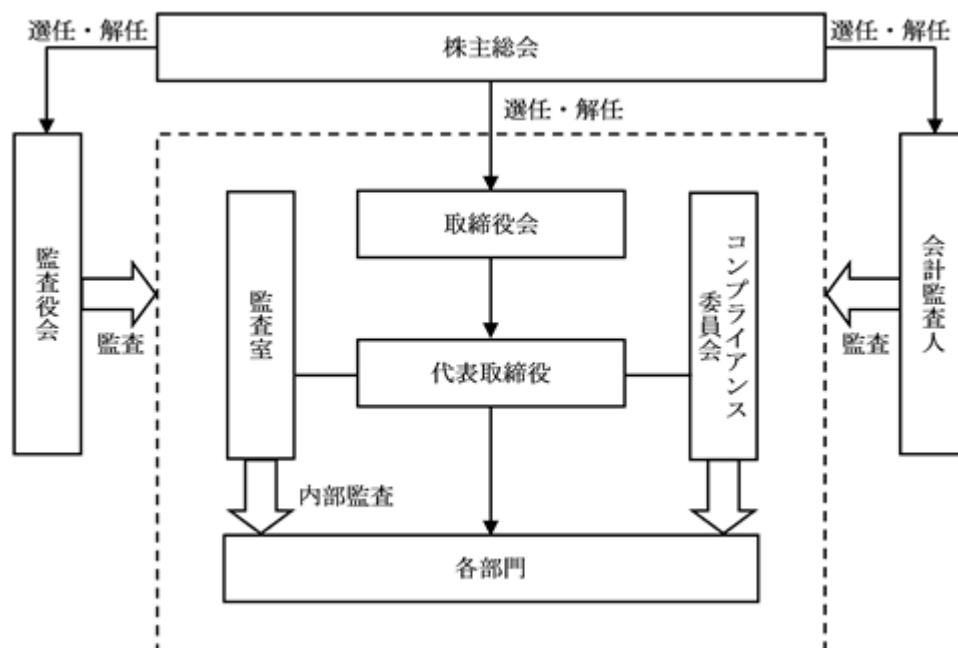 選任・解任
株主総会
選任・解任
選任・解任
監査役会
監査
監査室
取締役会
代表取締役
コンプライアンス
委員会
会計監査人
監査
内部監査
各部門